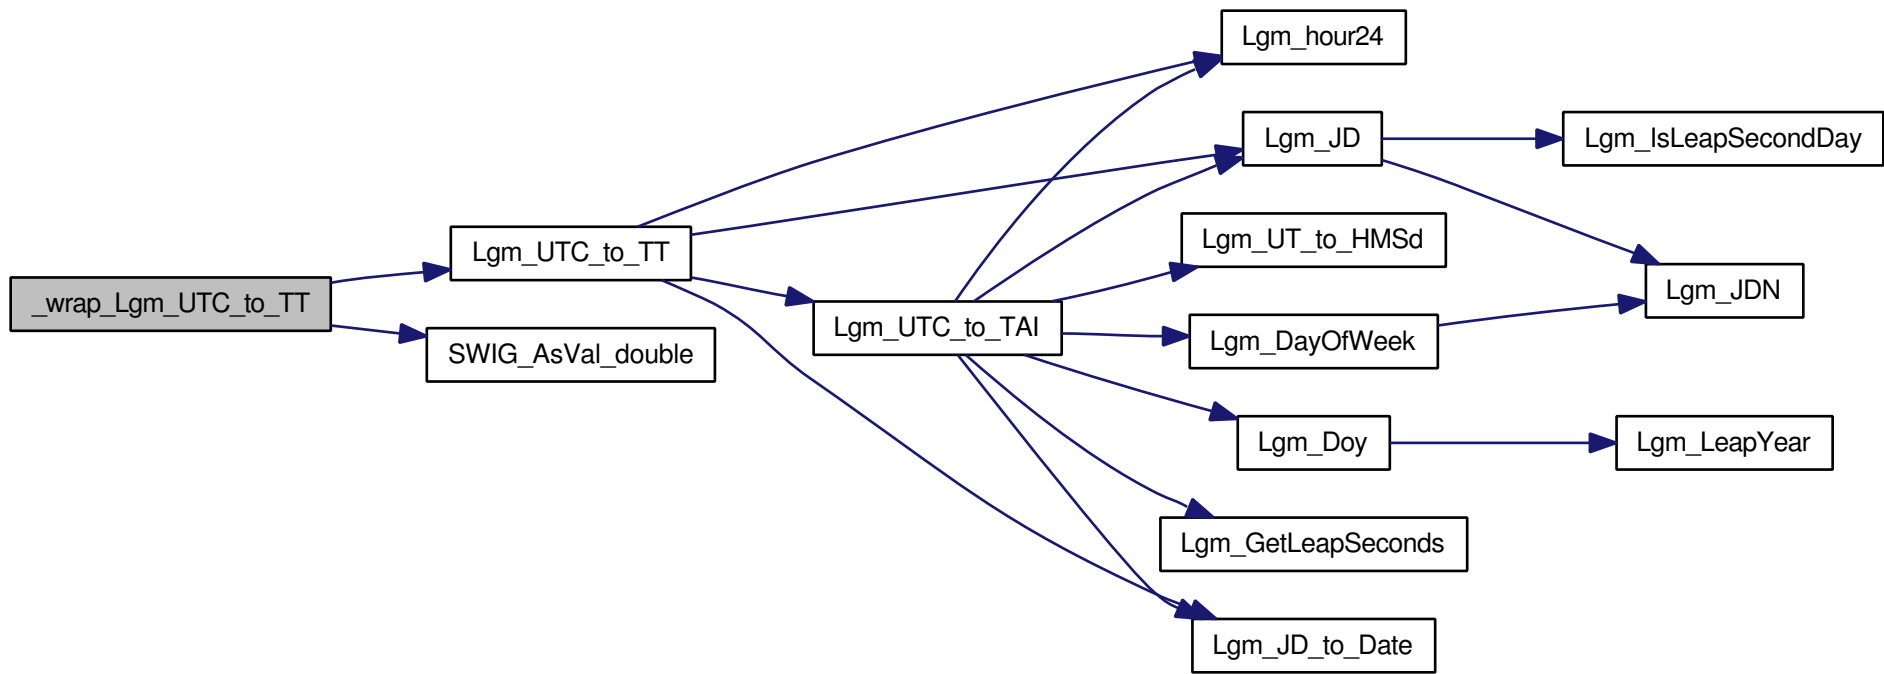 _wrap_Lgm_UTC_to_TT
Lgm_UTC_to_TT
SWIG_AsVal_double
Lgm_UTC_to_TAI
Lgm_hour24
Lgm_JD
Lgm_UT_to_HMSd
Lgm_DayOfWeek
Lgm_Doy
Lgm_GetLeapSeconds
Lgm_JD_to_Date
Lgm_IsLeapSecondDay
Lgm_JDN
Lgm_LeapYear